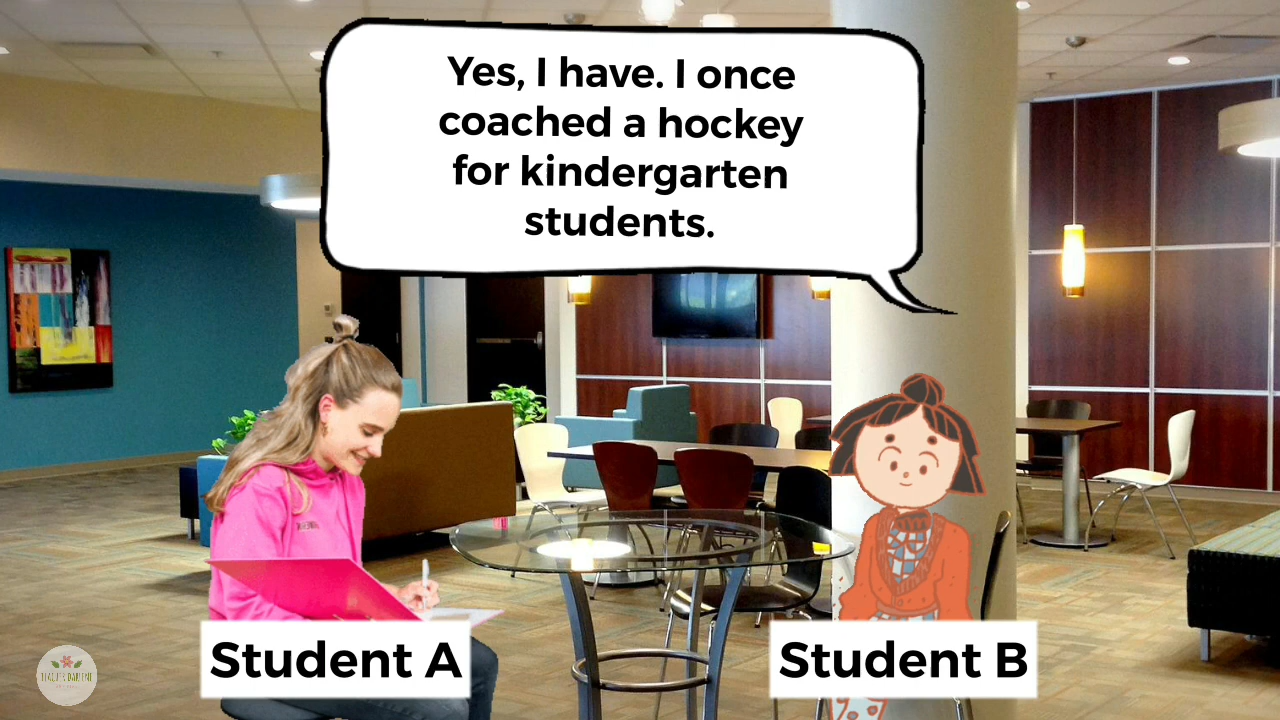 Yes, I have. I once
coached a hockey
for kindergarten
students.
Student A
Student B